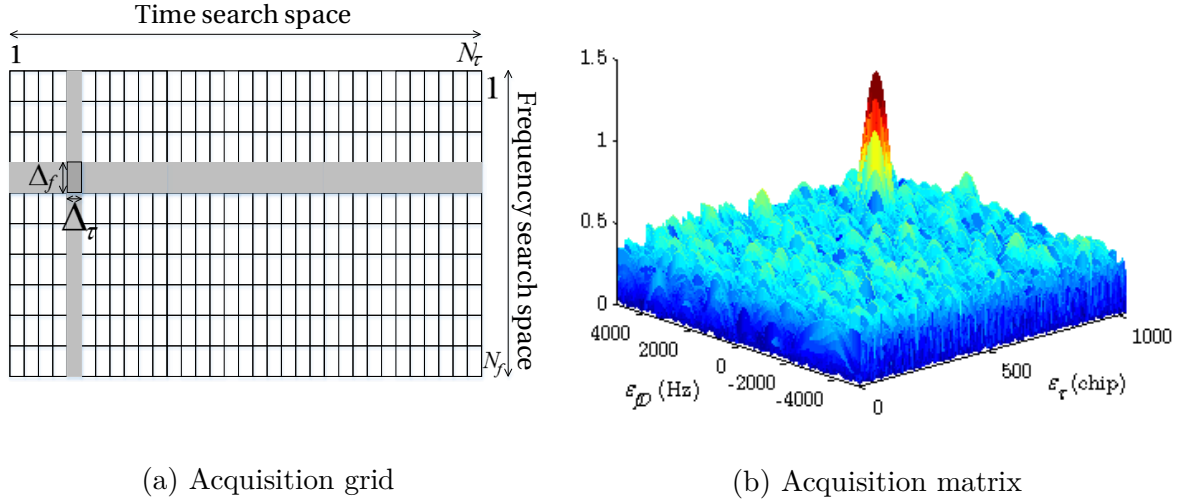 Time search space
1
N_τ
1
Frequency search space
Δ_f
Δ_τ
N_f
1.5
1
0.5
0
4000
2000
0
-2000
-4000
ε_fD (Hz)
0
500
1000
ε_τ (chip)
(a) Acquisition grid
(b) Acquisition matrix